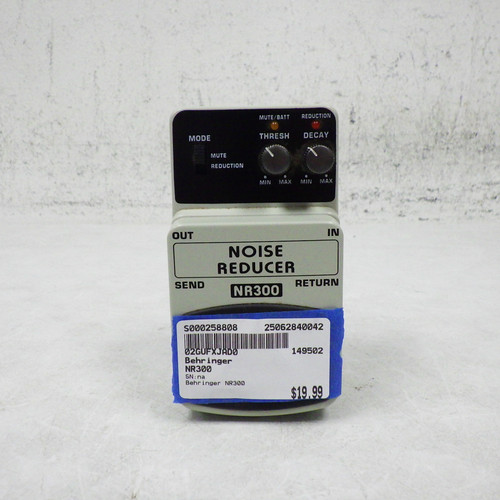 MUTE/BATT REDUCTION
THRESH DECAY
MODE
MUTE
REDUCTION
MIN MAX MIN MAX
OUT IN
NOISE
REDUCER
SEND RETURN
NR300
S000258808 25062840042
02GUFXJAD0 149502
Behringer
NR300
SN:na
Behringer NR300
$19.99